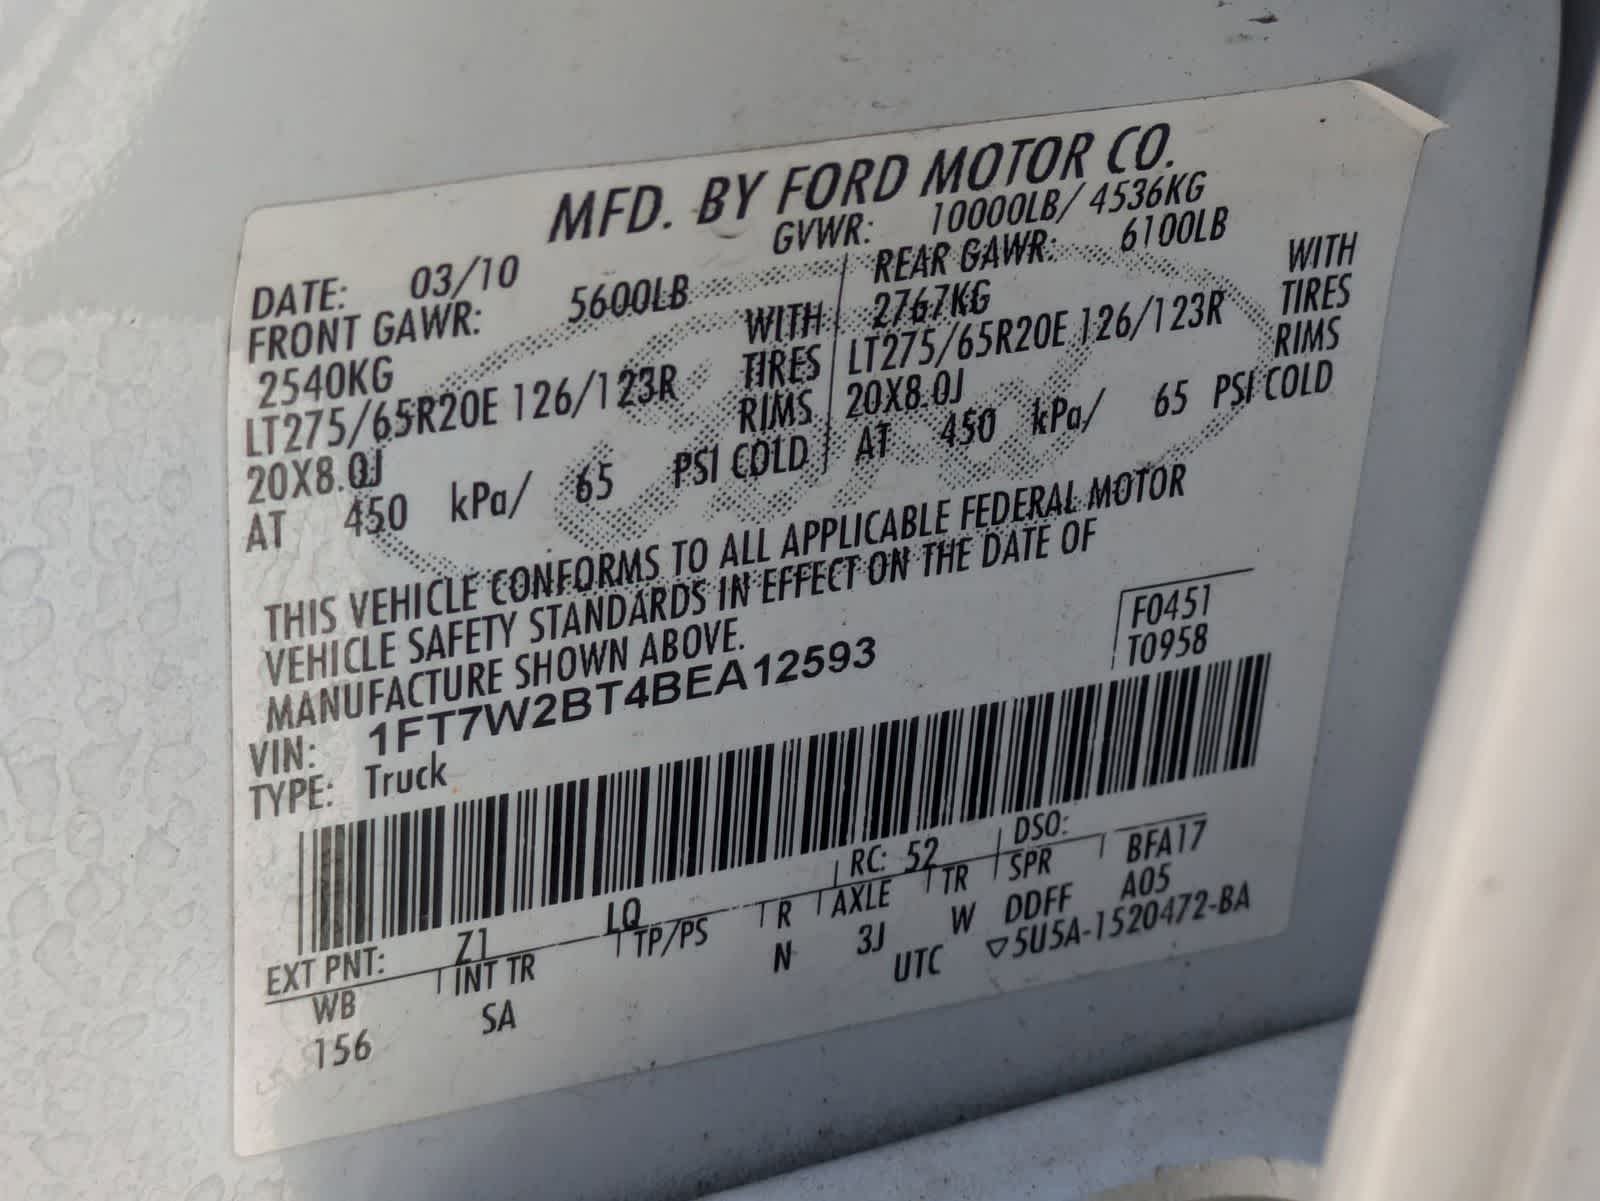 MFD. BY FORD MOTOR CO.
DATE: 03/10 GVWR: 10000LB/ 4536KG
FRONT GAWR: 5600LB REAR GAWR: 6100LB
2540KG WITH 2767KG WITH
LT275/65R20E 126/123R TIRES LT275/65R20E 126/123R TIRES
20X8.0J RIMS 20X8.0J RIMS
AT 450 kPa/ 65 PSI COLD AT 450 kPa/ 65 PSI COLD
THIS VEHICLE CONFORMS TO ALL APPLICABLE FEDERAL MOTOR
VEHICLE SAFETY STANDARDS IN EFFECT ON THE DATE OF
MANUFACTURE SHOWN ABOVE.
VIN: 1FT7W2BT4BEA12593
TYPE: Truck
F0451
T0958
EXT PNT: Z1 LQ RC: 52 DSO:
WB INT TR TP/PS R AXLE TR SPR BFA17
156 SA N 3J W DDFF A05
UTC ▽5U5A-1520472-BA